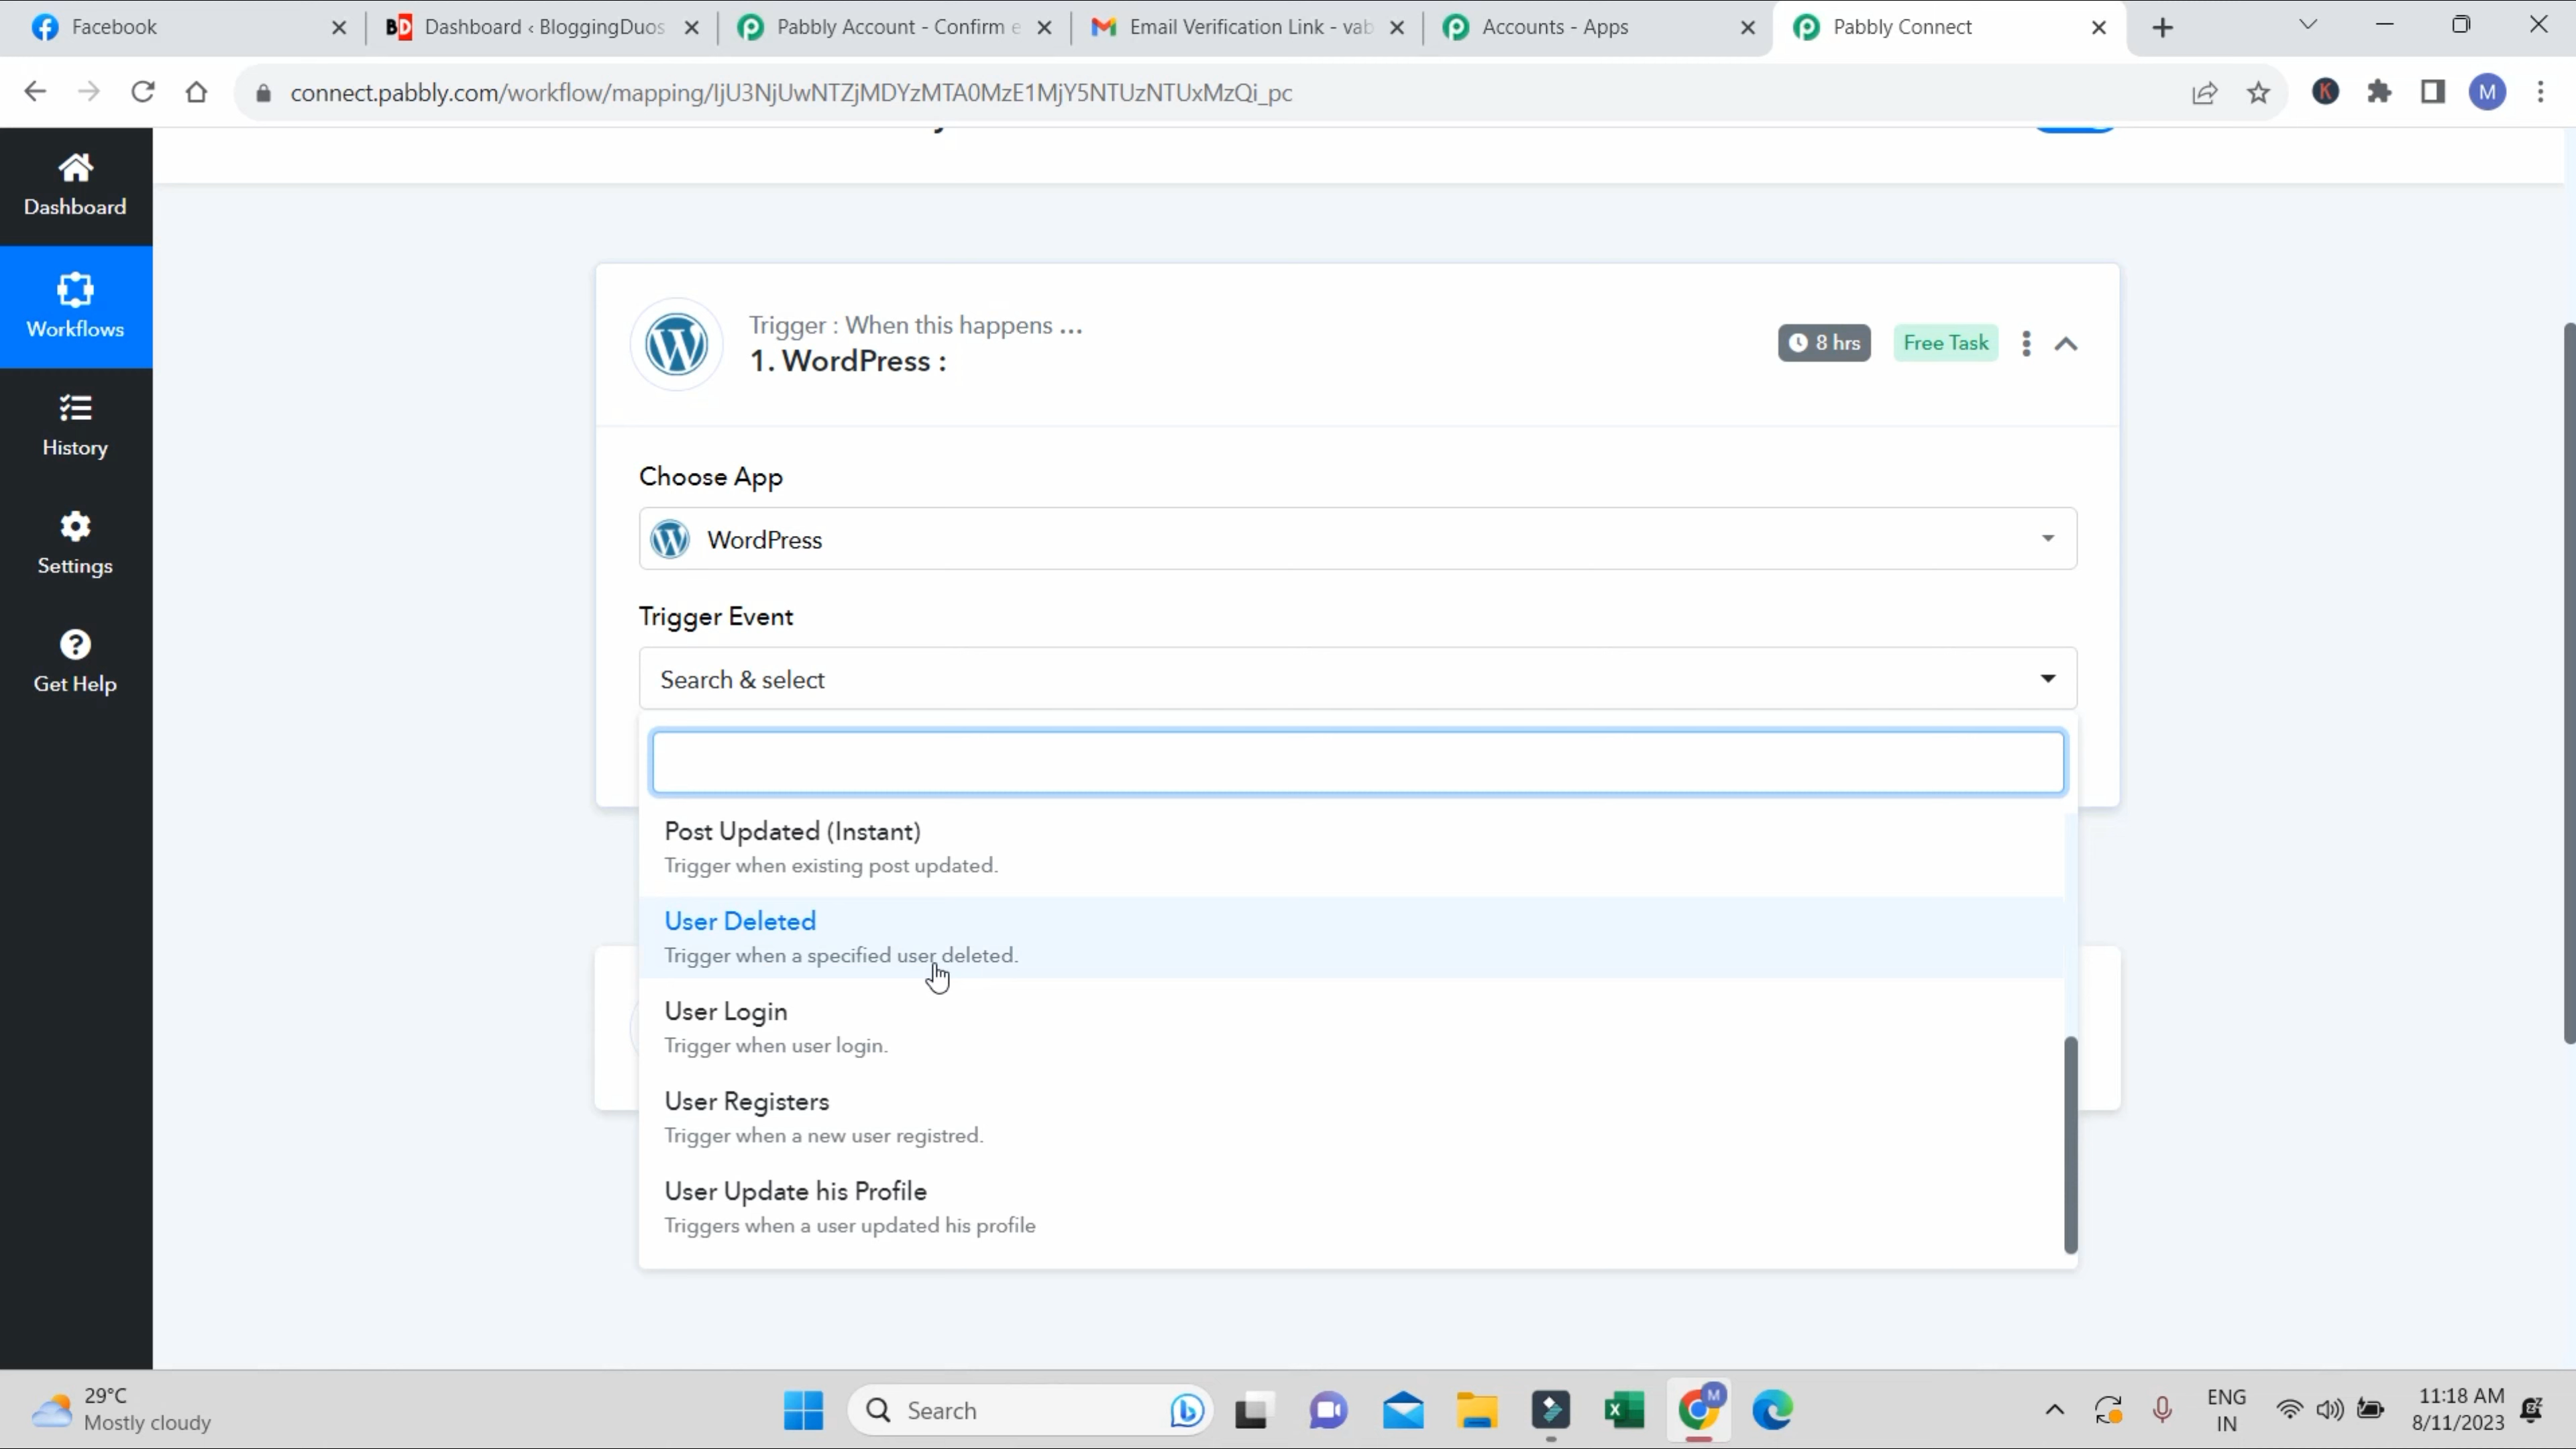 Facebook
BD Dashboard ‹ BloggingDuos
Pabbly Account - Confirm e
Email Verification Link - vab
Accounts - Apps
Pabbly Connect
connect.pabbly.com/workflow/mapping/IjU3NjUwNTZjMDYzMTA0MzE1MjY5NTUzNTUxMzQi_pc
K
M
Dashboard
Workflows
History
Settings
Get Help
Trigger : When this happens ...
1. WordPress :
8 hrs
Free Task
Choose App
WordPress
Trigger Event
Search & select
Post Updated (Instant)
Trigger when existing post updated.
User Deleted
Trigger when a specified user deleted.
User Login
Trigger when user login.
User Registers
Trigger when a new user registred.
User Update his Profile
Triggers when a user updated his profile
29°C
Mostly cloudy
Search
M
ENG
IN
11:18 AM
8/11/2023